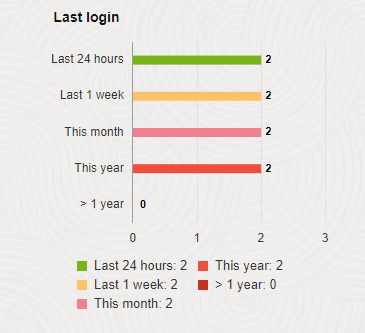 Last login
Last 24 hours 2
Last 1 week 2
This month 2
This year 2
> 1 year 0
0 1 2 3
Last 24 hours: 2 This year: 2
Last 1 week: 2 > 1 year: 0
This month: 2